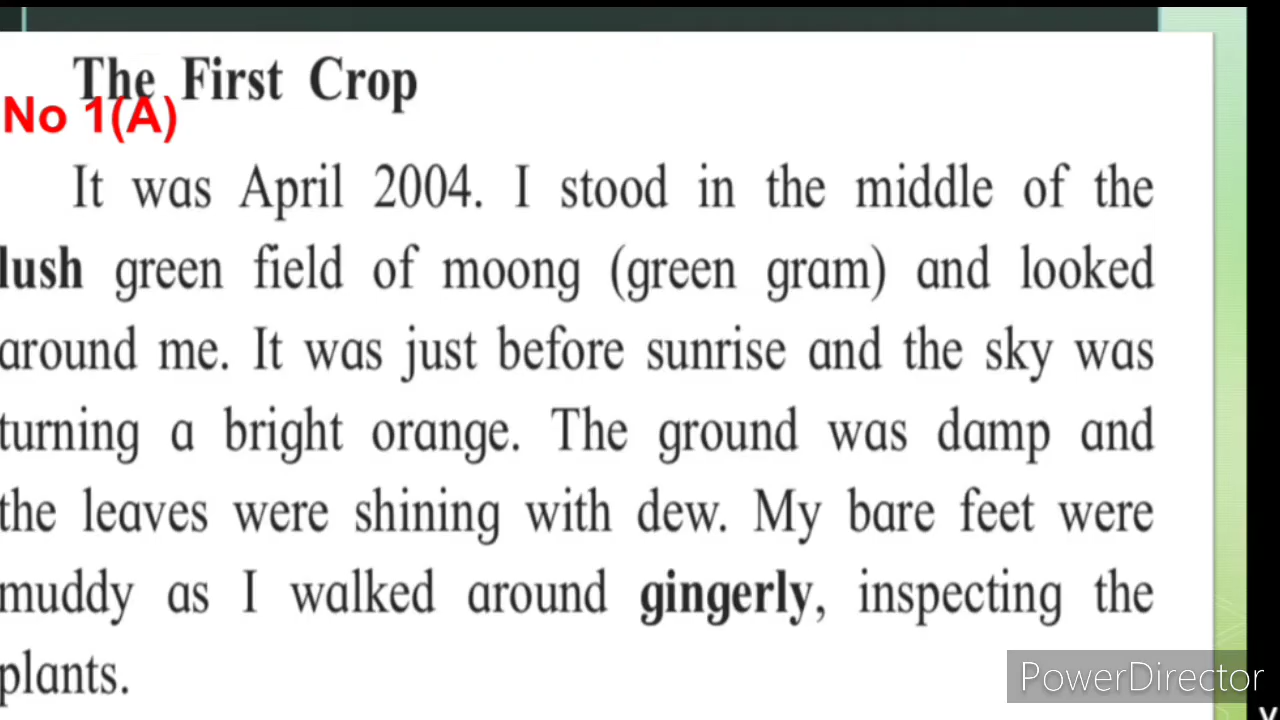 The First Crop
No 1(A)
It was April 2004. I stood in the middle of the
lush green field of moong (green gram) and looked
around me. It was just before sunrise and the sky was
turning a bright orange. The ground was damp and
the leaves were shining with dew. My bare feet were
muddy as I walked around gingerly, inspecting the
plants.
PowerDirector